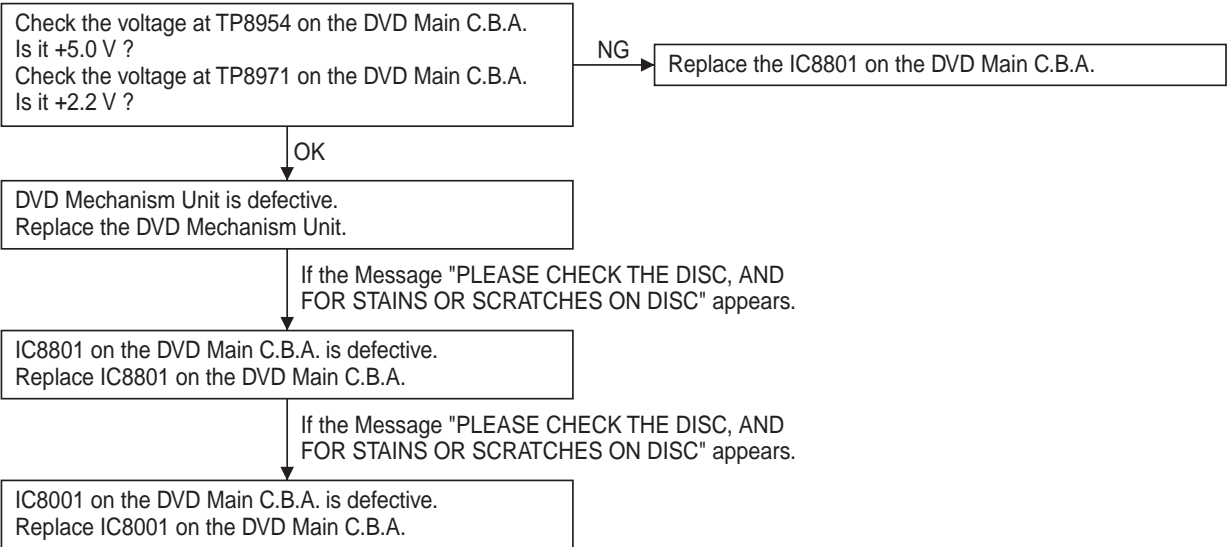 Check the voltage at TP8954 on the DVD Main C.B.A.
Is it +5.0 V ?
Check the voltage at TP8971 on the DVD Main C.B.A.
Is it +2.2 V ?
NG
Replace the IC8801 on the DVD Main C.B.A.
OK
DVD Mechanism Unit is defective.
Replace the DVD Mechanism Unit.
If the Message "PLEASE CHECK THE DISC, AND
FOR STAINS OR SCRATCHES ON DISC" appears.
IC8801 on the DVD Main C.B.A. is defective.
Replace IC8801 on the DVD Main C.B.A.
If the Message "PLEASE CHECK THE DISC, AND
FOR STAINS OR SCRATCHES ON DISC" appears.
IC8001 on the DVD Main C.B.A. is defective.
Replace IC8001 on the DVD Main C.B.A.